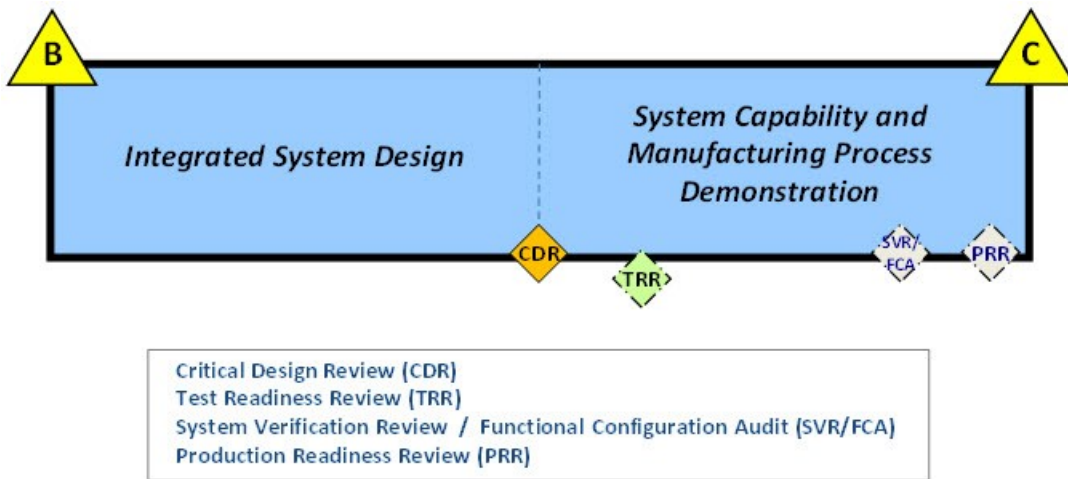 B
C
Integrated System Design
System Capability and
Manufacturing Process
Demonstration
CDR
TRR
SVR/
FCA
PRR
Critical Design Review (CDR)
Test Readiness Review (TRR)
System Verification Review / Functional Configuration Audit (SVR/FCA)
Production Readiness Review (PRR)